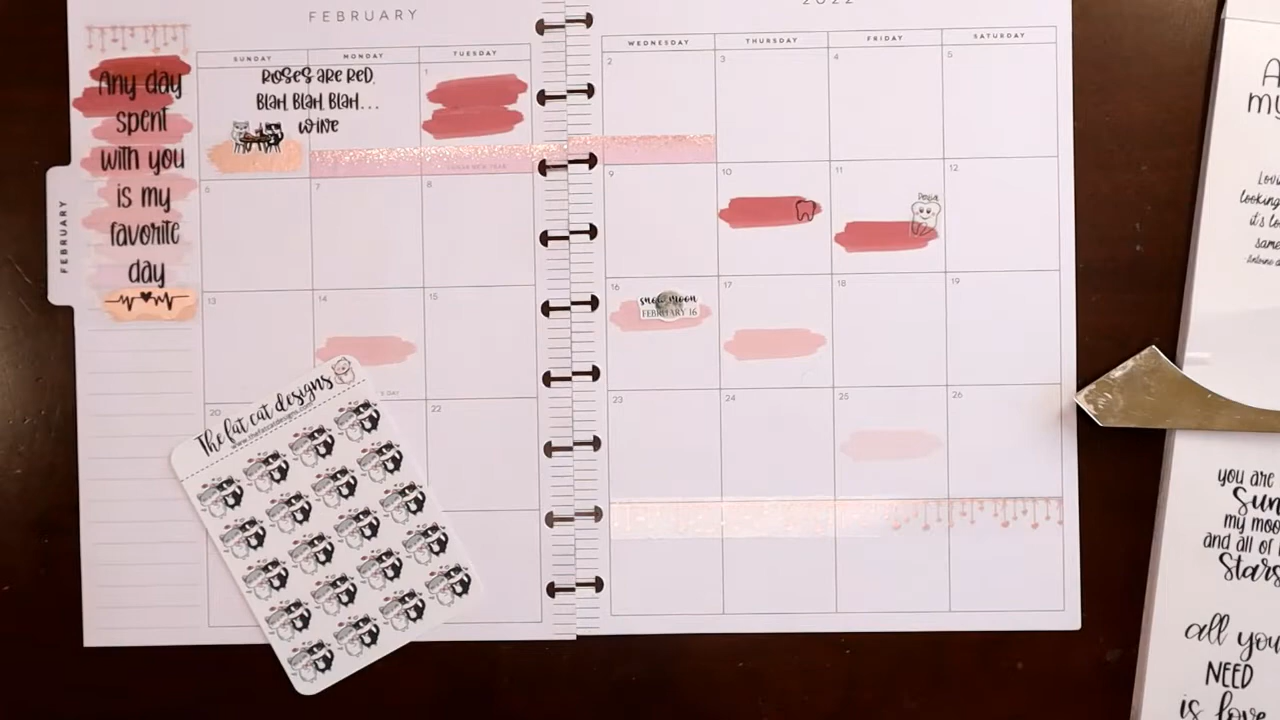 FEBRUARY
2022
SUNDAY
MONDAY
TUESDAY
WEDNESDAY
THURSDAY
FRIDAY
SATURDAY
Any day
spent
with you
is my
favorite
day
FEBRUARY
ROSES ARE RED,
BLAH, BLAH, BLAH...
WINE
1
2
3
4
5
6
7
8
9
10
11
12
13
14
15
16
snow moon
FEBRUARY 16
17
18
19
20
22
23
24
25
26
'S DAY
The fat cat designs
you are
Sun
my moo
and all of
Stars
all you
NEED
is love